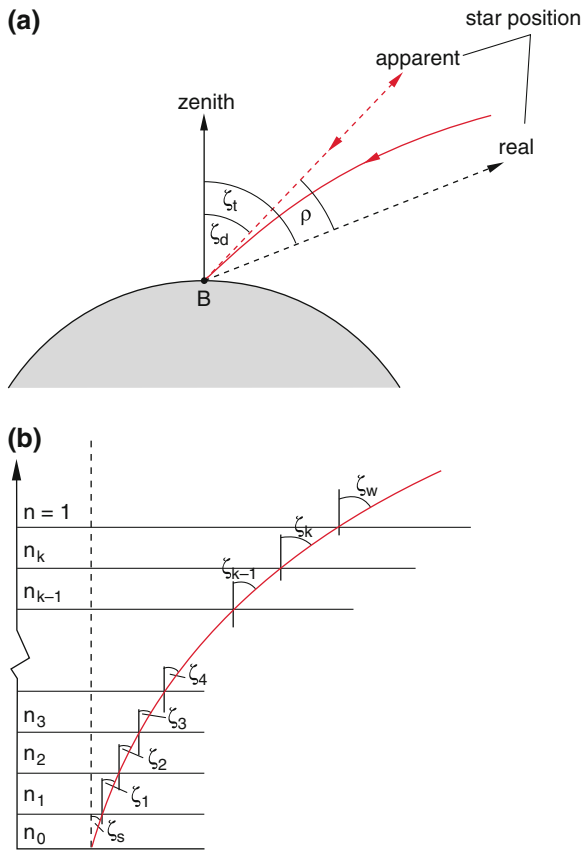 (a)
star position
apparent
zenith
real
ζt
ρ
ζd
B
(b)
n = 1
ζw
nk
ζk
nk–1
ζk–1
ζ4
n3
ζ3
n2
ζ2
n1
ζ1
n0
ζs